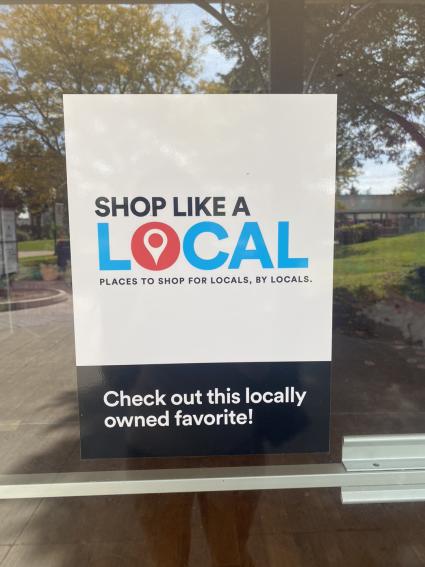 SHOP LIKE A
LOCAL
PLACES TO SHOP FOR LOCALS, BY LOCALS.
Check out this locally
owned favorite!